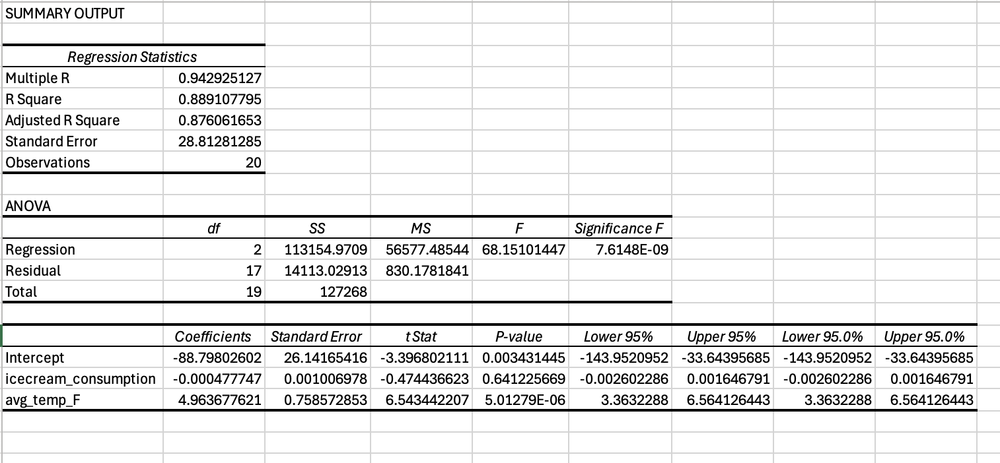 SUMMARY OUTPUT
Regression Statistics
Multiple R 0.942925127
R Square 0.889107795
Adjusted R Square 0.876061653
Standard Error 28.81281285
Observations 20
ANOVA
df SS MS F Significance F
Regression 2 113154.9709 56577.48544 68.15101447 7.6148E-09
Residual 17 14113.02913 830.1781841
Total 19 127268
Coefficients Standard Error t Stat P-value Lower 95% Upper 95% Lower 95.0% Upper 95.0%
Intercept -88.79802602 26.14165416 -3.396802111 0.003431445 -143.9520952 -33.64395685 -143.9520952 -33.64395685
icecream_consumption -0.000477747 0.001006978 -0.474436623 0.641225669 -0.002602286 0.001646791 -0.002602286 0.001646791
avg_temp_F 4.963677621 0.758572853 6.543442207 5.01279E-06 3.3632288 6.564126443 3.3632288 6.564126443